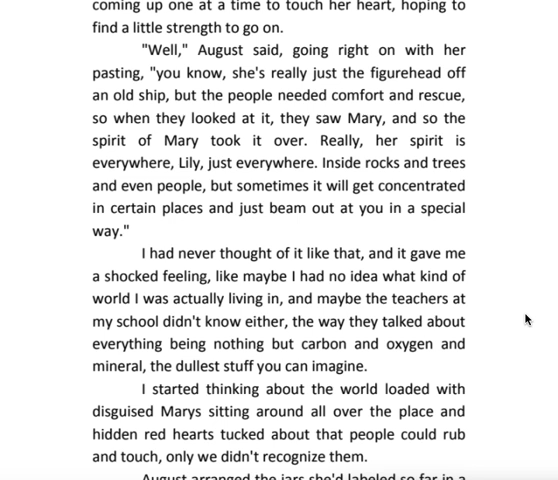 coming up one at a time to touch her heart, hoping to
find a little strength to go on.
"Well," August said, going right on with her
pasting, "you know, she's really just the figurehead off
an old ship, but the people needed comfort and rescue,
so when they looked at it, they saw Mary, and so the
spirit of Mary took it over. Really, her spirit is
everywhere, Lily, just everywhere. Inside rocks and trees
and even people, but sometimes it will get concentrated
in certain places and just beam out at you in a special
way."
I had never thought of it like that, and it gave me
a shocked feeling, like maybe I had no idea what kind of
world I was actually living in, and maybe the teachers at
my school didn't know either, the way they talked about
everything being nothing but carbon and oxygen and
mineral, the dullest stuff you can imagine.
I started thinking about the world loaded with
disguised Marys sitting around all over the place and
hidden red hearts tucked about that people could rub
and touch, only we didn't recognize them.
August arranged the jars she'd labeled so far in a